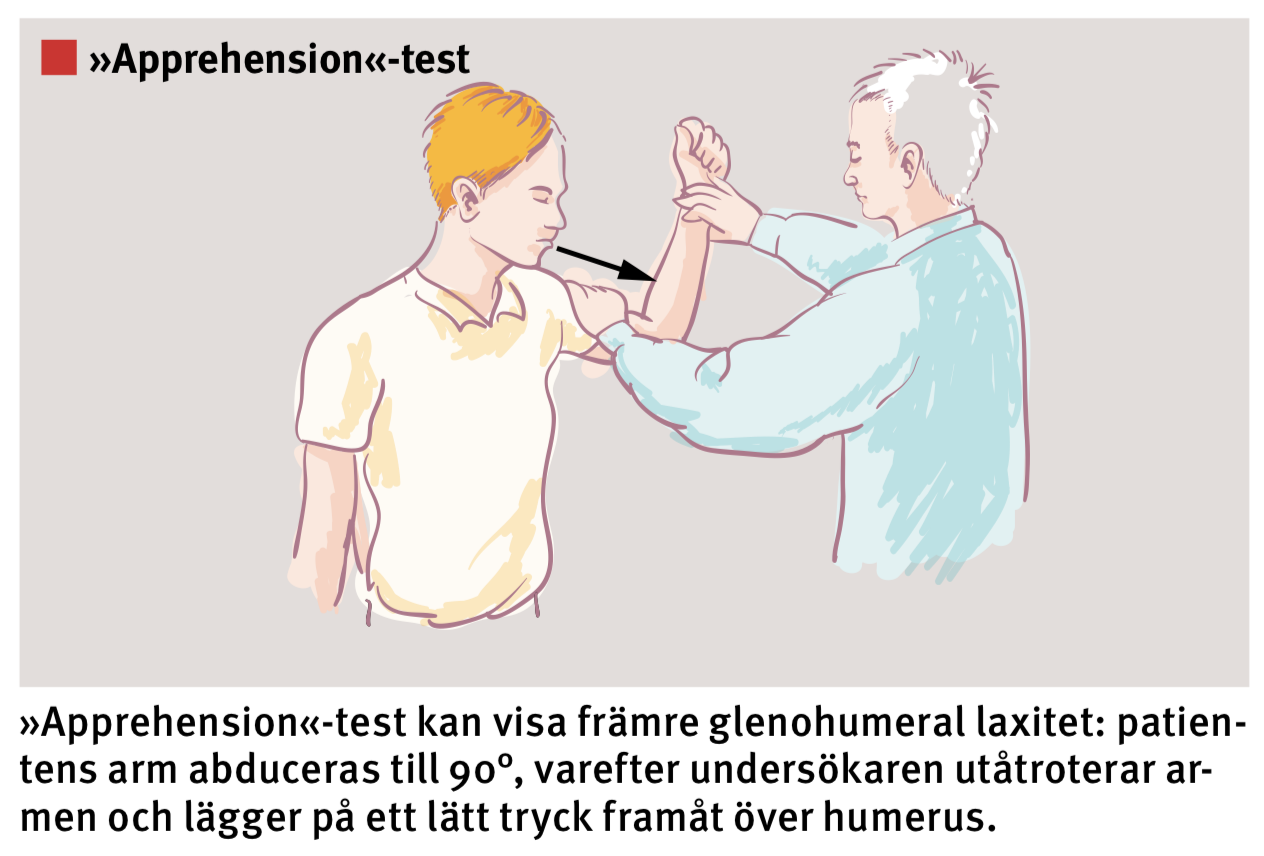 »Apprehension«-test
»Apprehension«-test kan visa främre glenohumeral laxitet: patien-
tens arm abduceras till 90°, varefter undersökaren utåtroterar ar-
men och lägger på ett lätt tryck framåt över humerus.